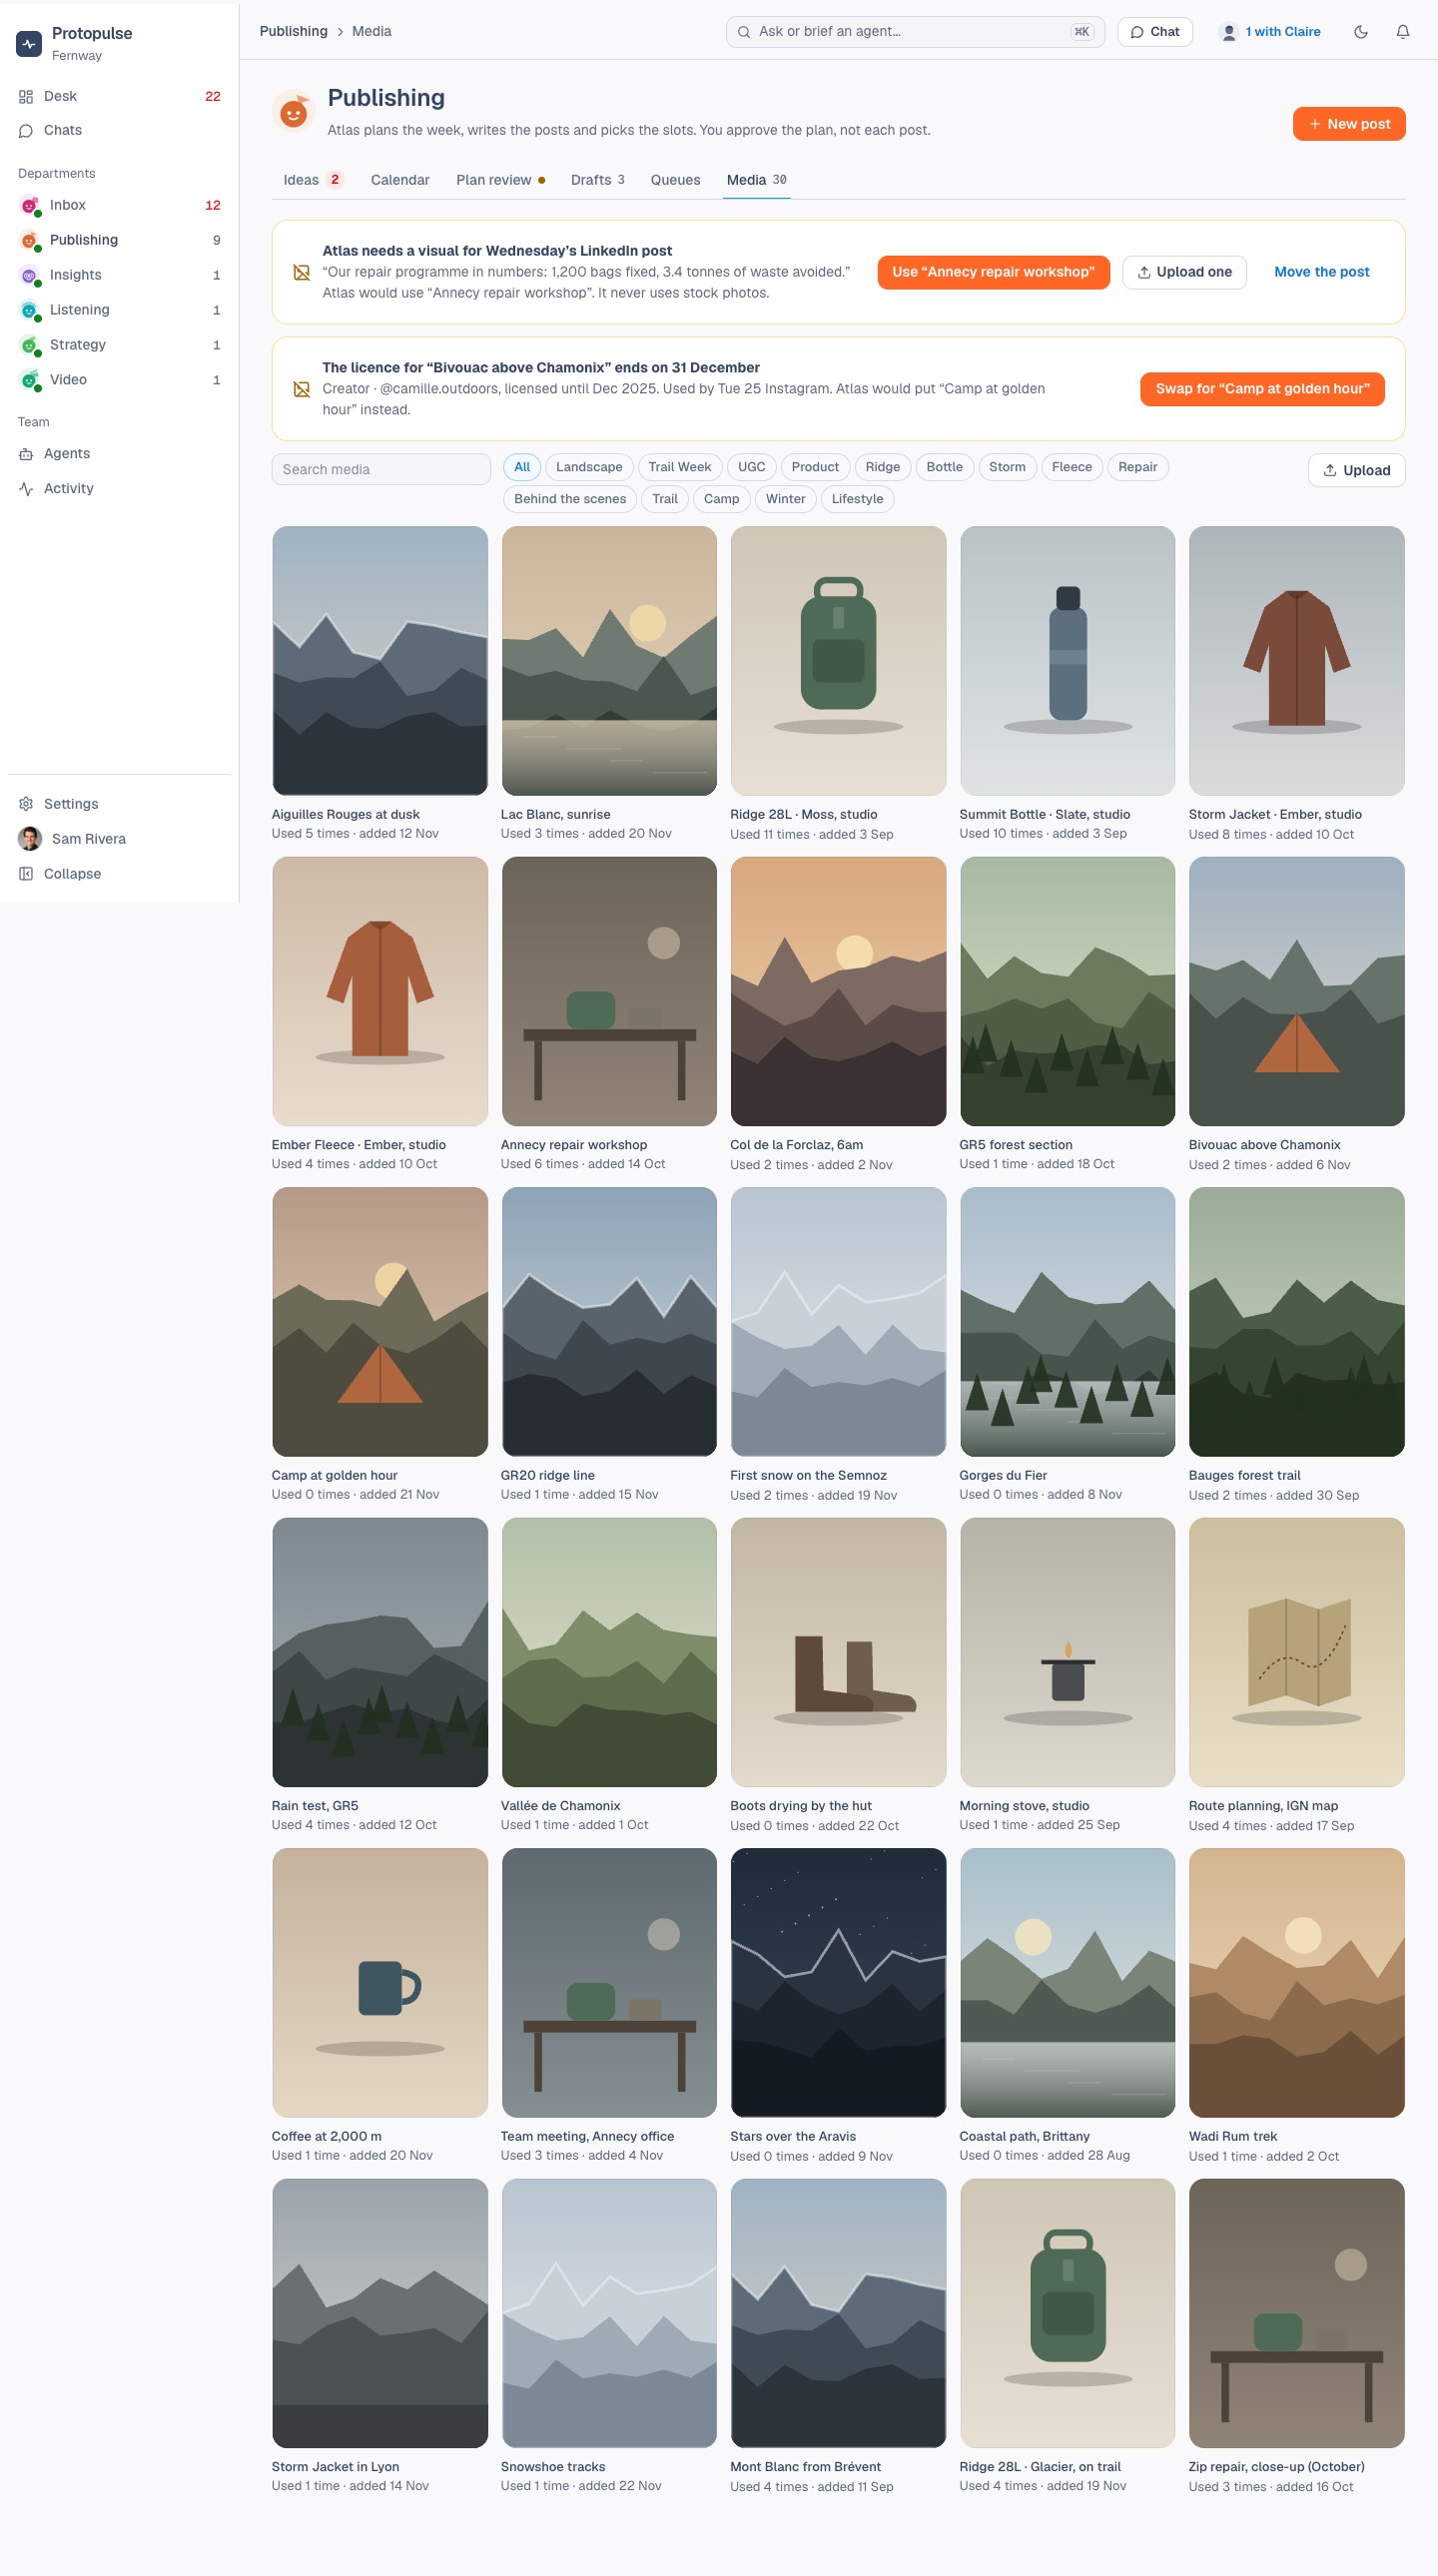 Protopulse
Fernway
Desk 22
Chats
Departments
Inbox 12
Publishing 9
Insights 1
Listening 1
Strategy 1
Video 1
Team
Agents
Activity
Settings
Sam Rivera
Collapse
Publishing > Media
Ask or brief an agent… ⌘K
Chat
1 with Claire
Publishing
Atlas plans the week, writes the posts and picks the slots. You approve the plan, not each post.
+ New post
Ideas 2 Calendar Plan review Drafts 3 Queues Media 30
Atlas needs a visual for Wednesday’s LinkedIn post
“Our repair programme in numbers: 1,200 bags fixed, 3.4 tonnes of waste avoided.”
Atlas would use “Annecy repair workshop”. It never uses stock photos.
Use “Annecy repair workshop” Upload one Move the post
The licence for “Bivouac above Chamonix” ends on 31 December
Creator · @camille.outdoors, licensed until Dec 2025. Used by Tue 25 Instagram. Atlas would put “Camp at golden
hour” instead.
Swap for “Camp at golden hour”
Search media
All Landscape Trail Week UGC Product Ridge Bottle Storm Fleece Repair
Behind the scenes Trail Camp Winter Lifestyle
Upload
Aiguilles Rouges at dusk
Used 5 times · added 12 Nov
Lac Blanc, sunrise
Used 3 times · added 20 Nov
Ridge 28L · Moss, studio
Used 11 times · added 3 Sep
Summit Bottle · Slate, studio
Used 10 times · added 3 Sep
Storm Jacket · Ember, studio
Used 8 times · added 10 Oct
Ember Fleece · Ember, studio
Used 4 times · added 10 Oct
Annecy repair workshop
Used 6 times · added 14 Oct
Col de la Forclaz, 6am
Used 2 times · added 2 Nov
GR5 forest section
Used 1 time · added 18 Oct
Bivouac above Chamonix
Used 2 times · added 6 Nov
Camp at golden hour
Used 0 times · added 21 Nov
GR20 ridge line
Used 1 time · added 15 Nov
First snow on the Semnoz
Used 2 times · added 19 Nov
Gorges du Fier
Used 0 times · added 8 Nov
Bauges forest trail
Used 2 times · added 30 Sep
Rain test, GR5
Used 4 times · added 12 Oct
Vallée de Chamonix
Used 1 time · added 1 Oct
Boots drying by the hut
Used 0 times · added 22 Oct
Morning stove, studio
Used 1 time · added 25 Sep
Route planning, IGN map
Used 4 times · added 17 Sep
Coffee at 2,000 m
Used 1 time · added 20 Nov
Team meeting, Annecy office
Used 3 times · added 4 Nov
Stars over the Aravis
Used 0 times · added 9 Nov
Coastal path, Brittany
Used 0 times · added 28 Aug
Wadi Rum trek
Used 1 time · added 2 Oct
Storm Jacket in Lyon
Used 1 time · added 14 Nov
Snowshoe tracks
Used 1 time · added 22 Nov
Mont Blanc from Brévent
Used 4 times · added 11 Sep
Ridge 28L · Glacier, on trail
Used 4 times · added 19 Nov
Zip repair, close-up (October)
Used 3 times · added 16 Oct